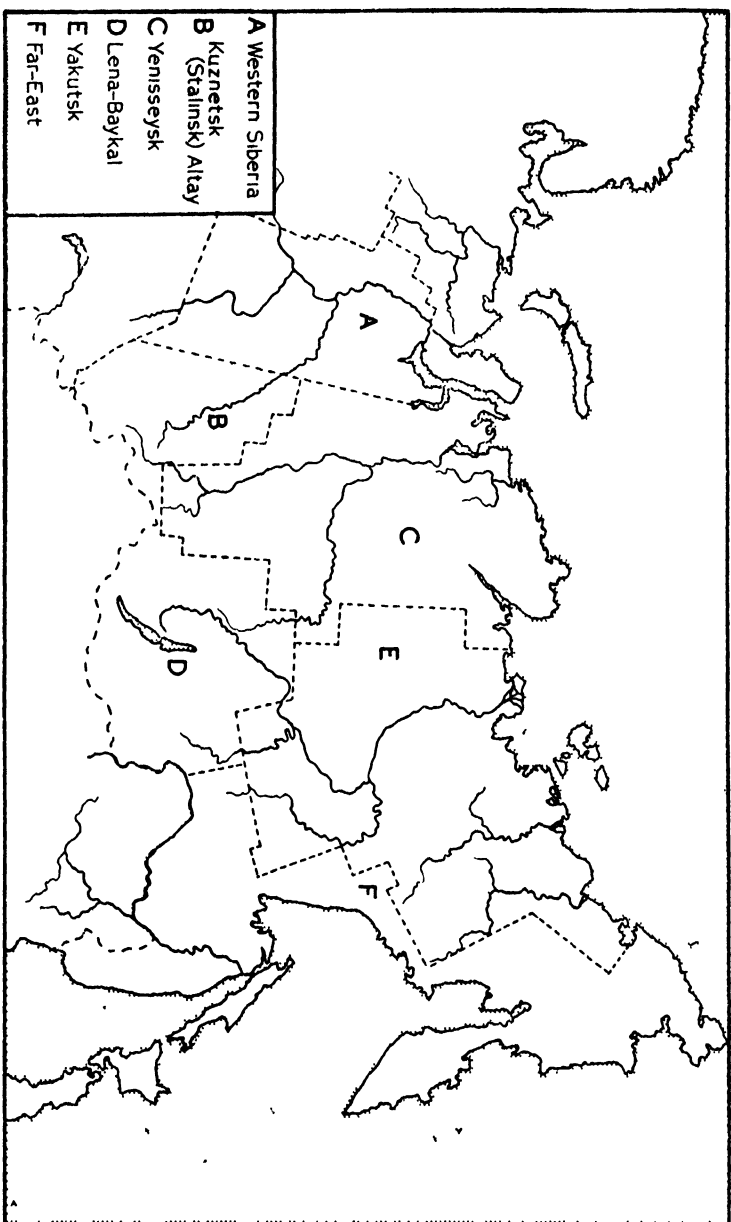 A Western Siberia
Kuznetsk
B (Stalinsk) Altay
C Yenisseysk
D Lena-Baykal
E Yakutsk
F Far-East
A
B
C
D
E
F